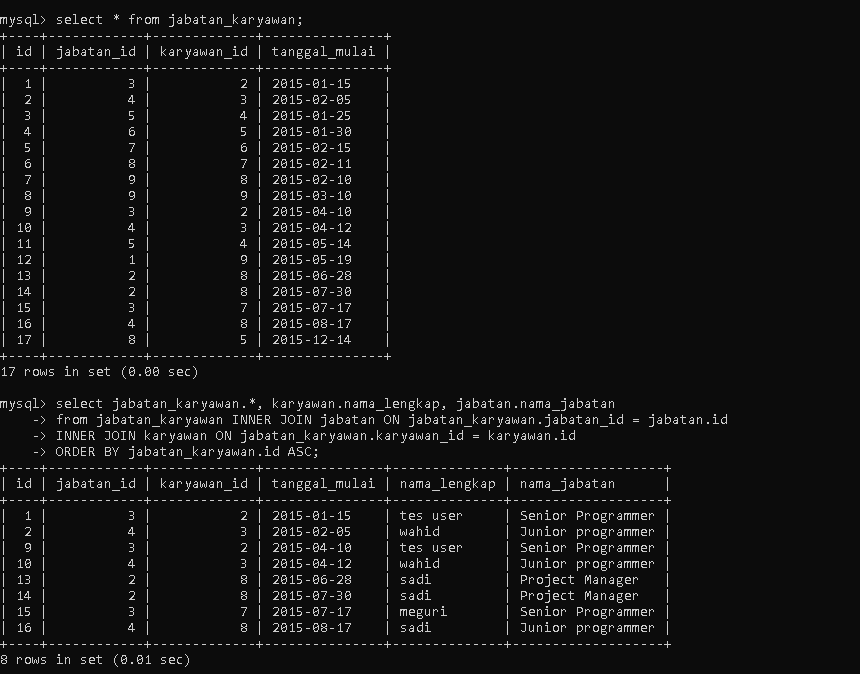 mysql> select * from jabatan_karyawan;
+----+------------+-------------+---------------+
| id | jabatan_id | karyawan_id | tanggal_mulai |
+----+------------+-------------+---------------+
|  1 |          3 |           2 | 2015-01-15    |
|  2 |          4 |           3 | 2015-02-05    |
|  3 |          5 |           4 | 2015-01-25    |
|  4 |          6 |           5 | 2015-01-30    |
|  5 |          7 |           6 | 2015-02-15    |
|  6 |          8 |           7 | 2015-02-11    |
|  7 |          9 |           8 | 2015-02-10    |
|  8 |          9 |           9 | 2015-03-10    |
|  9 |          3 |           2 | 2015-04-10    |
| 10 |          4 |           3 | 2015-04-12    |
| 11 |          5 |           4 | 2015-05-14    |
| 12 |          1 |           9 | 2015-05-19    |
| 13 |          2 |           8 | 2015-06-28    |
| 14 |          2 |           8 | 2015-07-30    |
| 15 |          3 |           7 | 2015-07-17    |
| 16 |          4 |           8 | 2015-08-17    |
| 17 |          8 |           5 | 2015-12-14    |
+----+------------+-------------+---------------+
17 rows in set (0.00 sec)

mysql> select jabatan_karyawan.*, karyawan.nama_lengkap, jabatan.nama_jabatan
    -> from jabatan_karyawan INNER JOIN jabatan ON jabatan_karyawan.jabatan_id = jabatan.id
    -> INNER JOIN karyawan ON jabatan_karyawan.karyawan_id = karyawan.id
    -> ORDER BY jabatan_karyawan.id ASC;
+----+------------+-------------+---------------+--------------+-------------------+
| id | jabatan_id | karyawan_id | tanggal_mulai | nama_lengkap | nama_jabatan      |
+----+------------+-------------+---------------+--------------+-------------------+
|  1 |          3 |           2 | 2015-01-15    | tes user     | Senior Programmer |
|  2 |          4 |           3 | 2015-02-05    | wahid        | Junior programmer |
|  9 |          3 |           2 | 2015-04-10    | tes user     | Senior Programmer |
| 10 |          4 |           3 | 2015-04-12    | wahid        | Junior programmer |
| 13 |          2 |           8 | 2015-06-28    | sadi         | Project Manager   |
| 14 |          2 |           8 | 2015-07-30    | sadi         | Project Manager   |
| 15 |          3 |           7 | 2015-07-17    | meguri       | Senior Programmer |
| 16 |          4 |           8 | 2015-08-17    | sadi         | Junior programmer |
+----+------------+-------------+---------------+--------------+-------------------+
8 rows in set (0.01 sec)